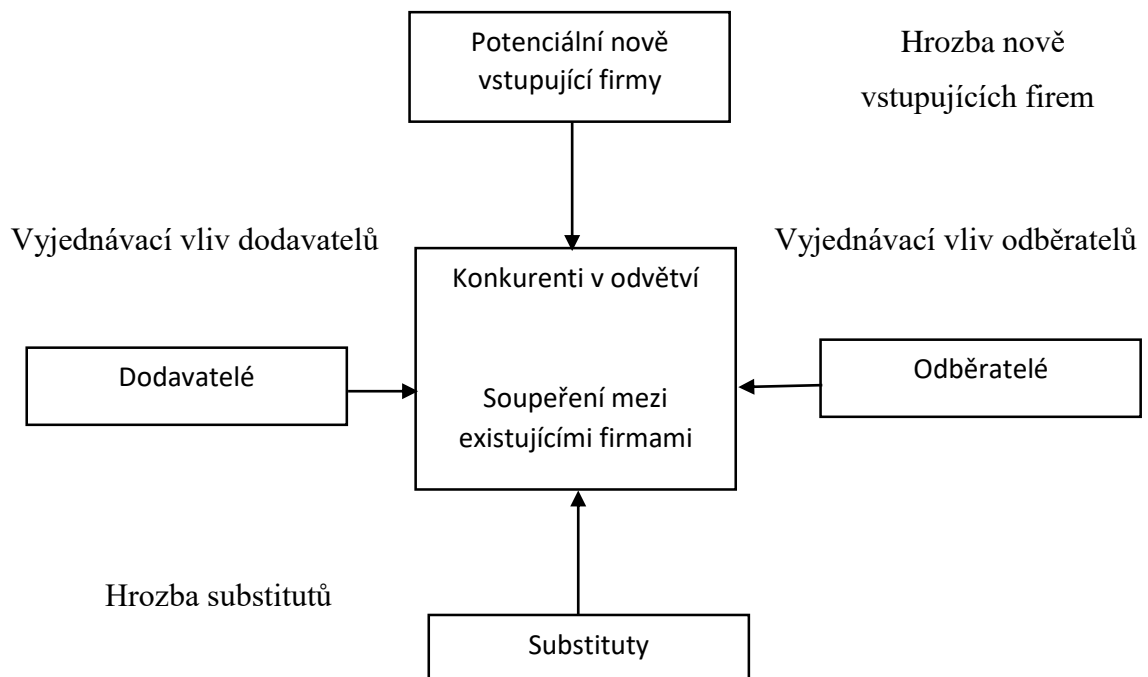 Potenciální nově
vstupující firmy
Hrozba nově
vstupujících firem
Vyjednávací vliv dodavatelů
Vyjednávací vliv odběratelů
Konkurenti v odvětví
Soupeření mezi
existujícími firmami
Dodavatelé
Odběratelé
Hrozba substitutů
Substituty